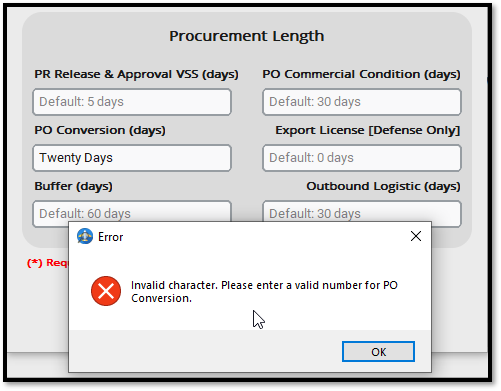 Procurement Length
PR Release & Approval VSS (days) PO Commercial Condition (days)
Default: 5 days Default: 30 days
PO Conversion (days) Export License [Defense Only]
Twenty Days Default: 0 days
Buffer (days) Outbound Logistic (days)
Default: 60 days Default: 30 days
Error
(*)
Invalid character. Please enter a valid number for PO
Conversion.
OK